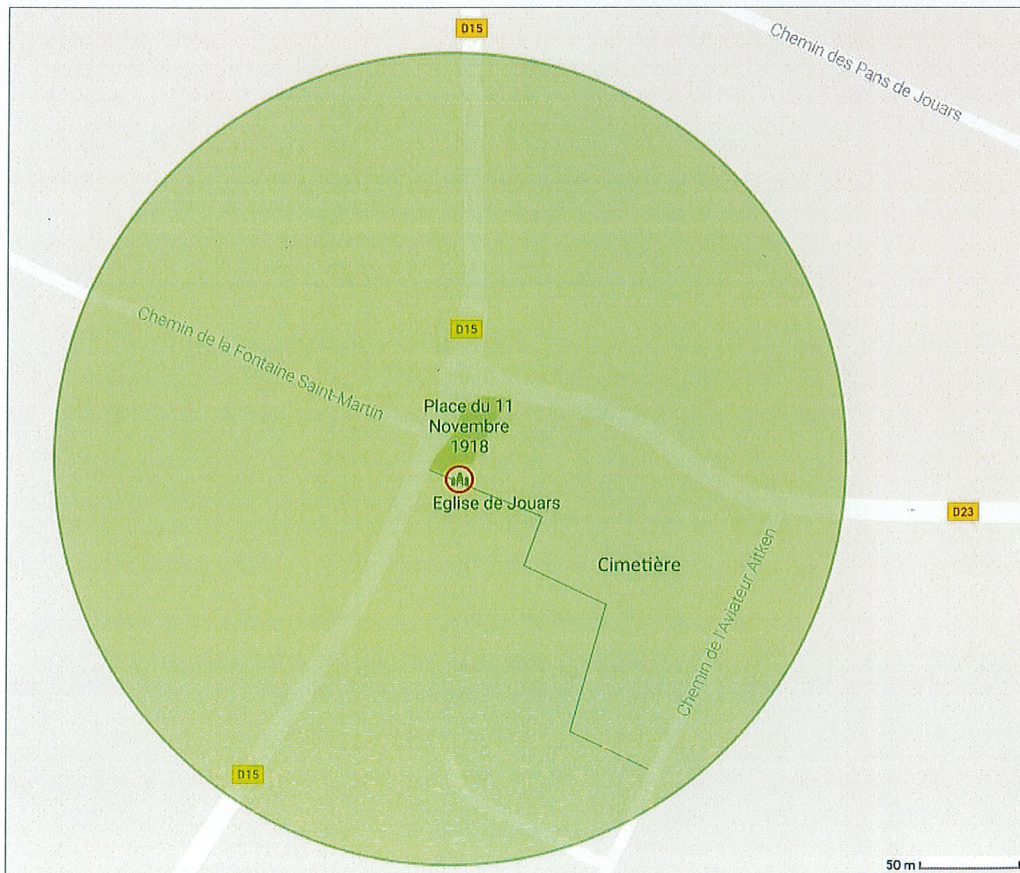 D15
Chemin des Pans de Jouars
Chemin de la Fontaine Saint-Martin
D15
Place du 11
Novembre
1918
Eglise de Jouars
D23
Cimetière
Chemin de l'Aviateur Aitken
D15
50 m